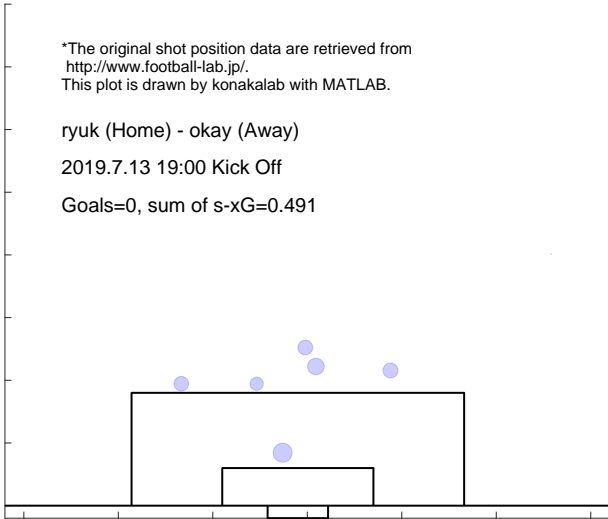 *The original shot position data are retrieved from
http://www.football-lab.jp/.
This plot is drawn by konakalab with MATLAB.
ryuk (Home) - okay (Away)
2019.7.13 19:00 Kick Off
Goals=0, sum of s-xG=0.491